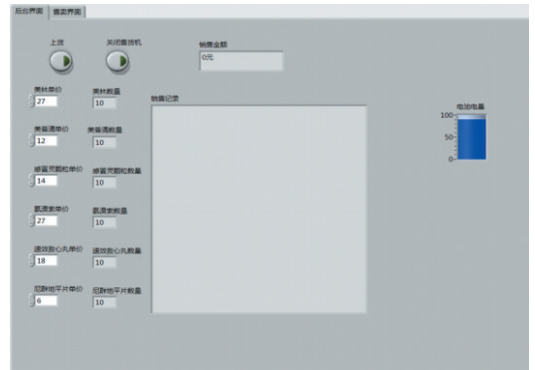 后台界面 售卖界面
上货 关闭售货机 销售金额
0元
美林单价 美林数量
27 10
销售记录
电池电量
100
50
0
美普清单价 美普清数量
12 10
感冒灵颗粒单价 感冒灵颗粒数量
14 10
氨溴索单价 氨溴索数量
27 10
速效救心丸单价 速效救心丸数量
18 10
尼群地平片单价 尼群地平片数量
6 10